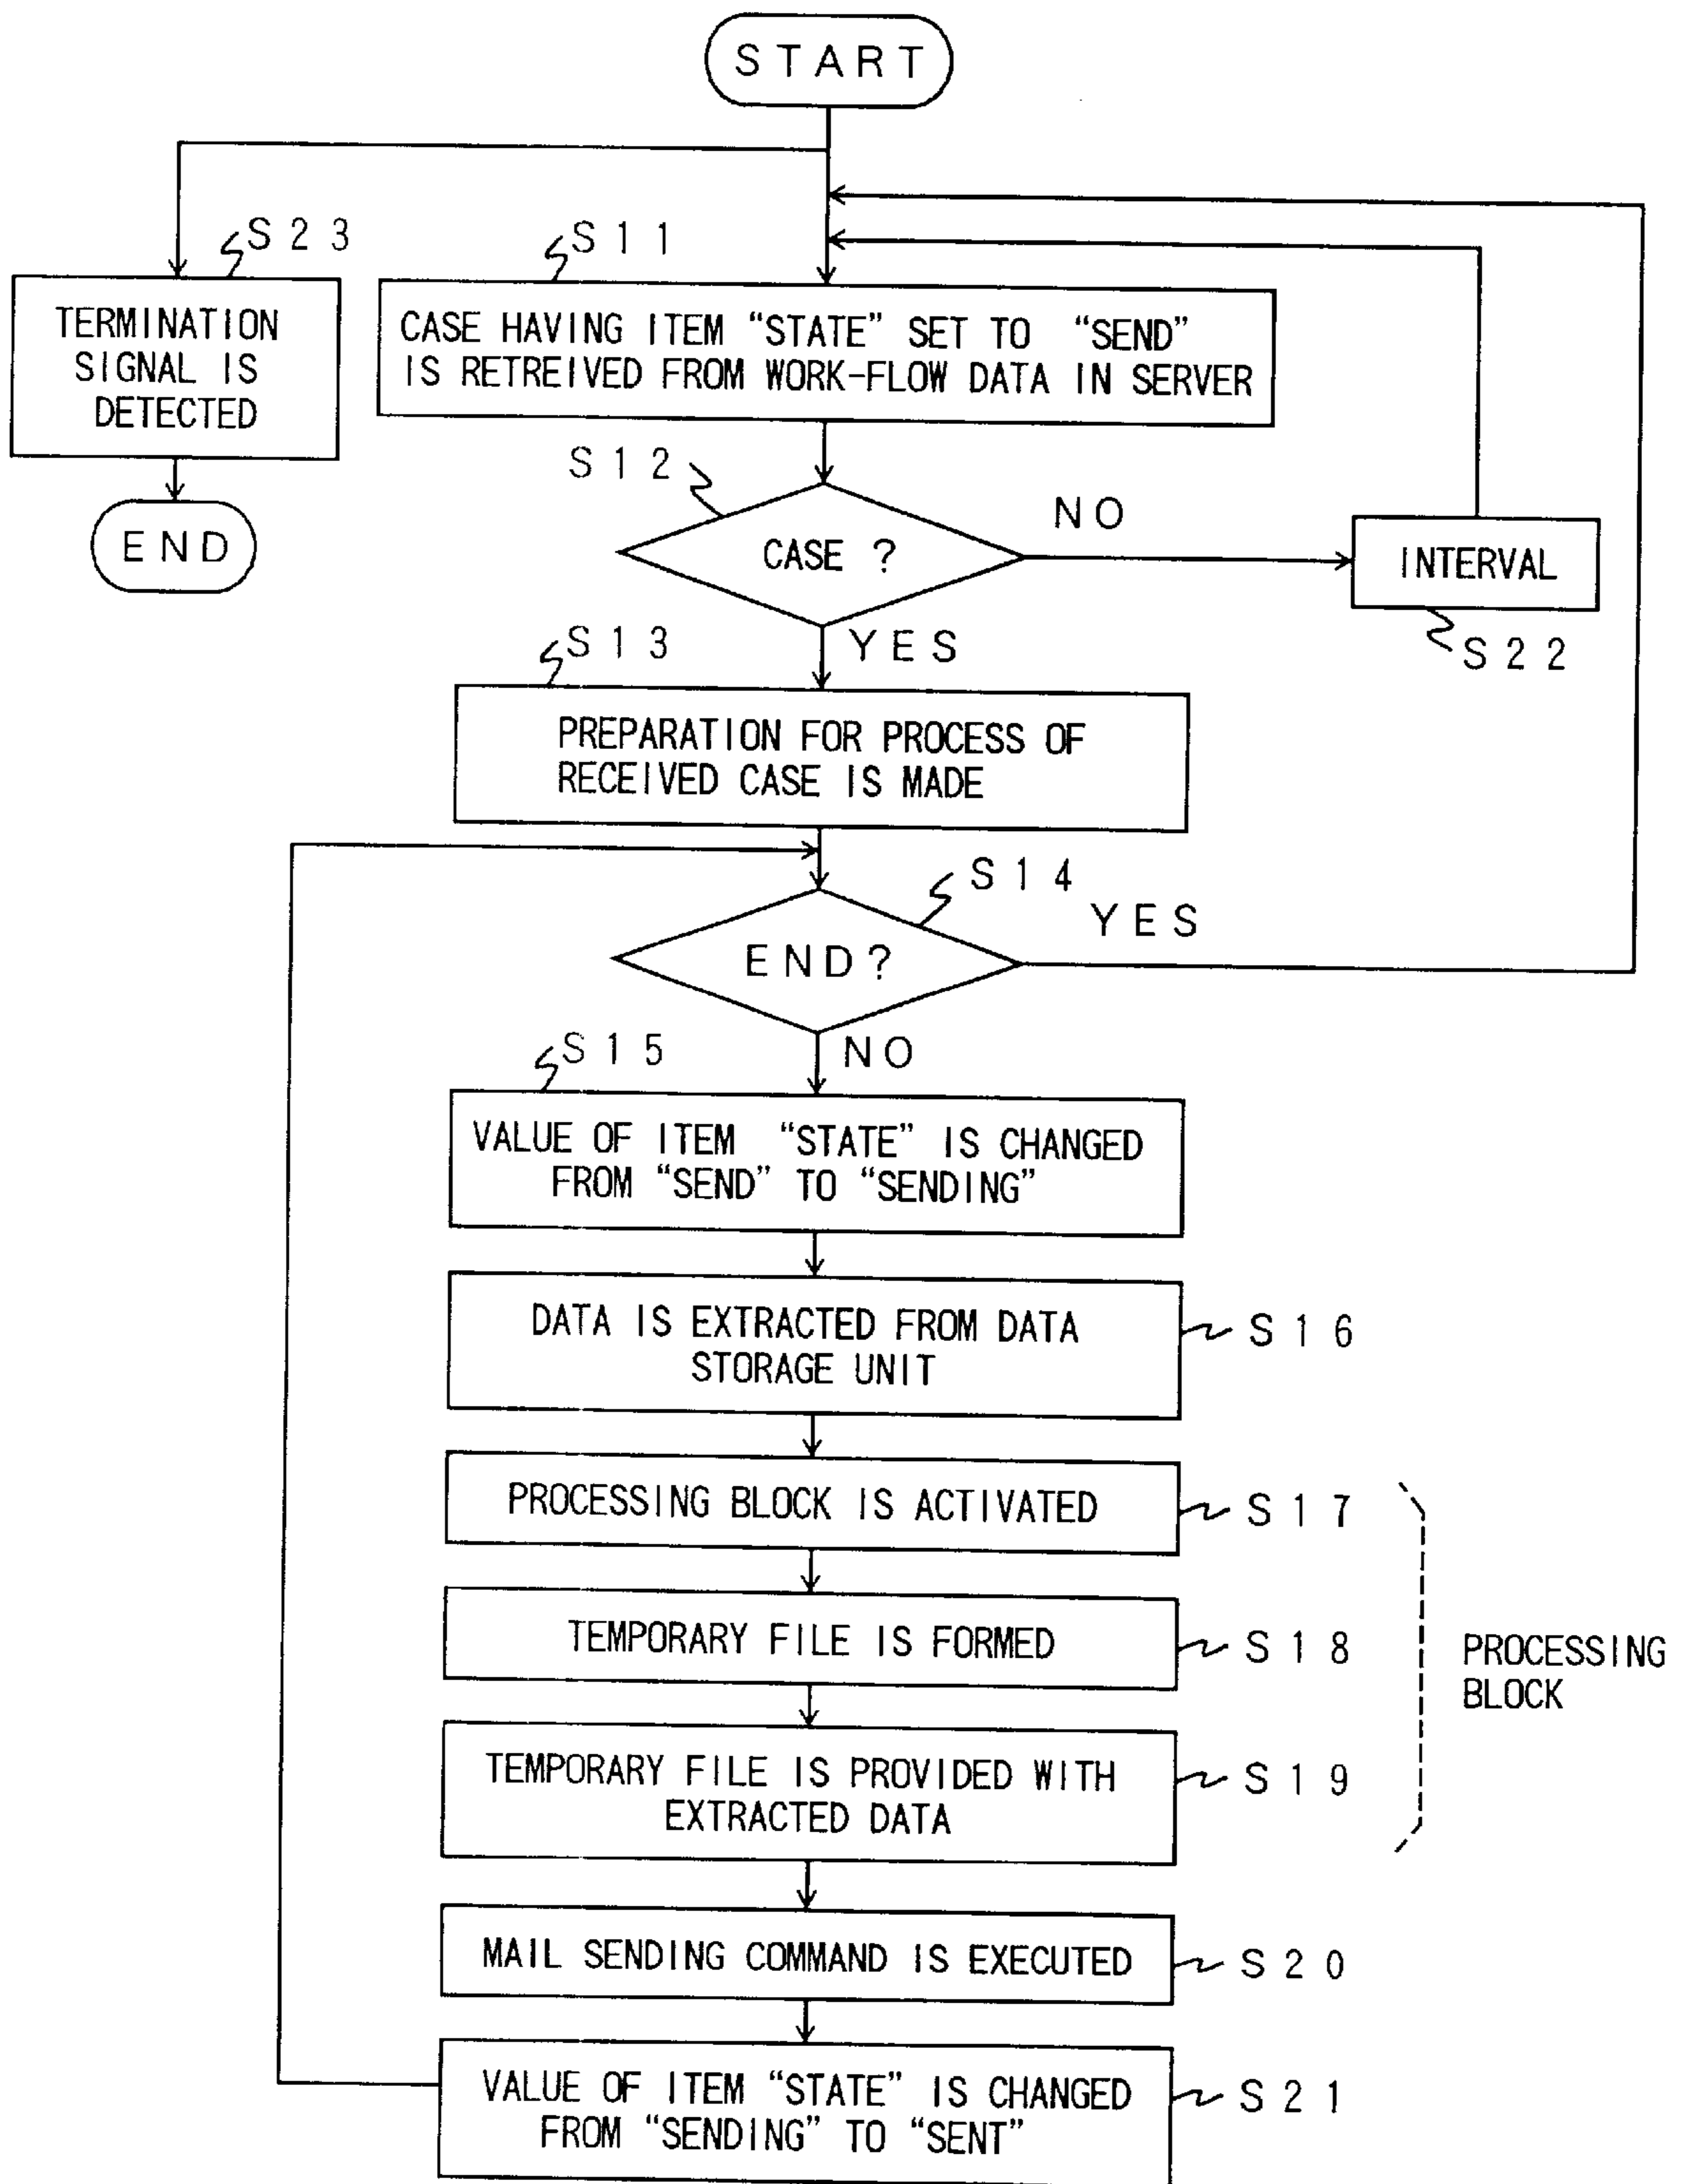 START
S23
TERMINATION
SIGNAL IS
DETECTED
END
S11
CASE HAVING ITEM “STATE” SET TO “SEND”
IS RETREIVED FROM WORK-FLOW DATA IN SERVER
S12
CASE ?
NO
INTERVAL
S22
YES
S13
PREPARATION FOR PROCESS OF
RECEIVED CASE IS MADE
S14
END?
YES
NO
S15
VALUE OF ITEM “STATE” IS CHANGED
FROM “SEND” TO “SENDING”
DATA IS EXTRACTED FROM DATA
STORAGE UNIT
S16
PROCESSING BLOCK IS ACTIVATED
S17
TEMPORARY FILE IS FORMED
S18
PROCESSING
BLOCK
TEMPORARY FILE IS PROVIDED WITH
EXTRACTED DATA
S19
MAIL SENDING COMMAND IS EXECUTED
S20
VALUE OF ITEM “STATE” IS CHANGED
FROM “SENDING” TO “SENT”
S21